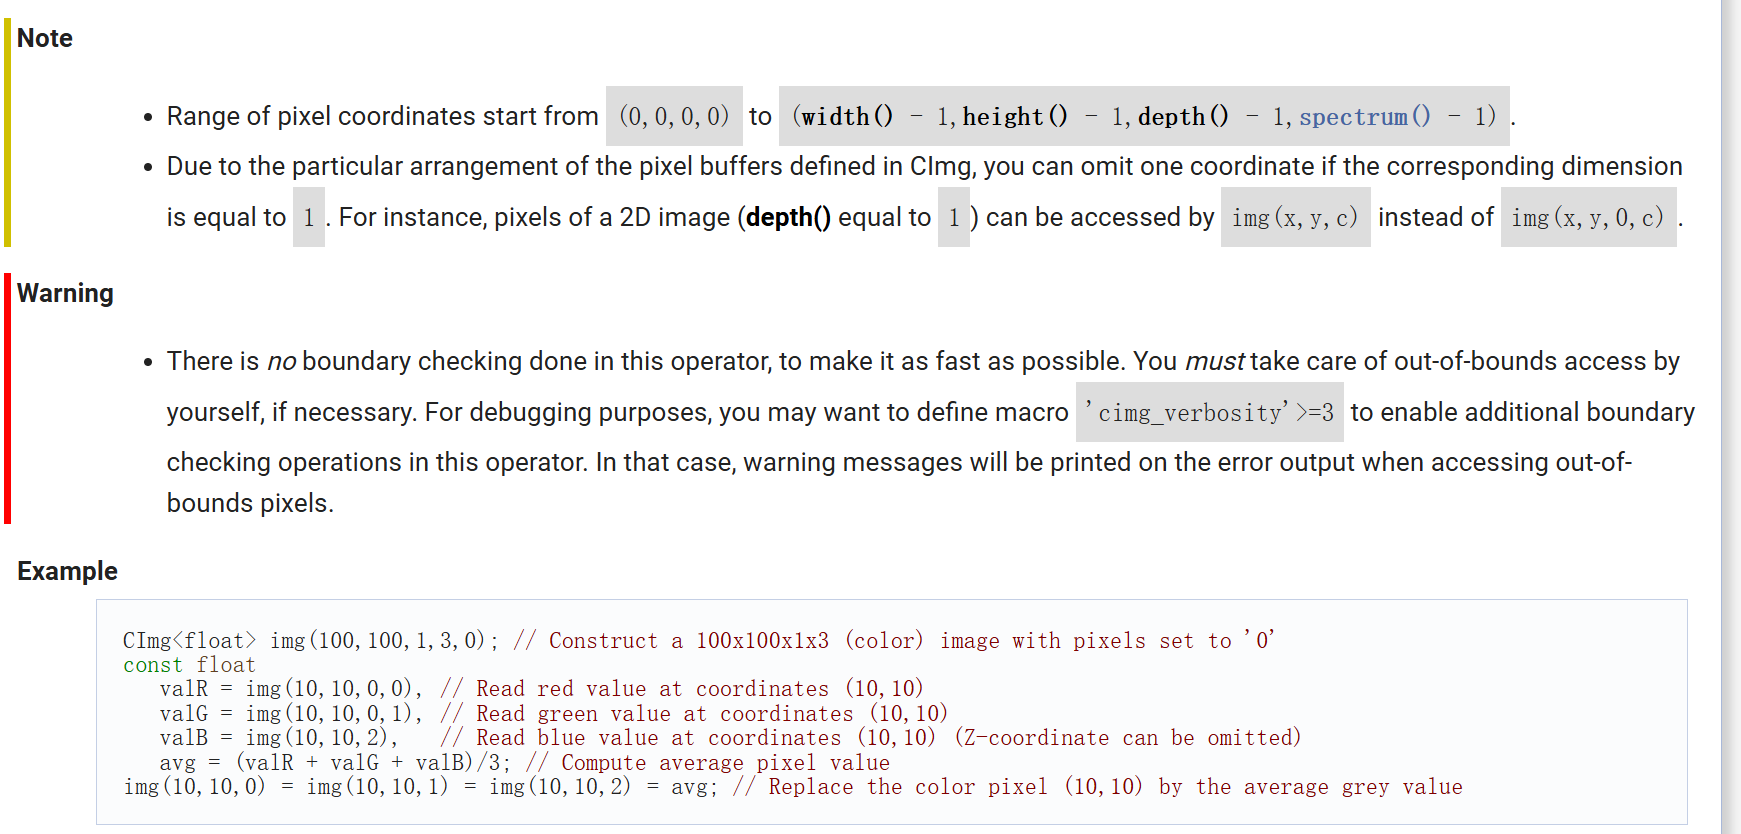 Note
• Range of pixel coordinates start from (0,0,0,0) to (width() - 1,height() - 1,depth() - 1,spectrum() - 1) .
• Due to the particular arrangement of the pixel buffers defined in CImg, you can omit one coordinate if the corresponding dimension
is equal to 1 . For instance, pixels of a 2D image (depth() equal to 1 ) can be accessed by img(x,y,c) instead of img(x,y,0,c) .
Warning
• There is no boundary checking done in this operator, to make it as fast as possible. You must take care of out-of-bounds access by
yourself, if necessary. For debugging purposes, you may want to define macro 'cimg_verbosity'>=3 to enable additional boundary
checking operations in this operator. In that case, warning messages will be printed on the error output when accessing out-of-
bounds pixels.
Example
CImg<float> img(100,100,1,3,0); // Construct a 100x100x1x3 (color) image with pixels set to '0'
const float
   valR = img(10,10,0,0), // Read red value at coordinates (10,10)
   valG = img(10,10,0,1), // Read green value at coordinates (10,10)
   valB = img(10,10,2),   // Read blue value at coordinates (10,10) (Z-coordinate can be omitted)
   avg = (valR + valG + valB)/3; // Compute average pixel value
img(10,10,0) = img(10,10,1) = img(10,10,2) = avg; // Replace the color pixel (10,10) by the average grey value